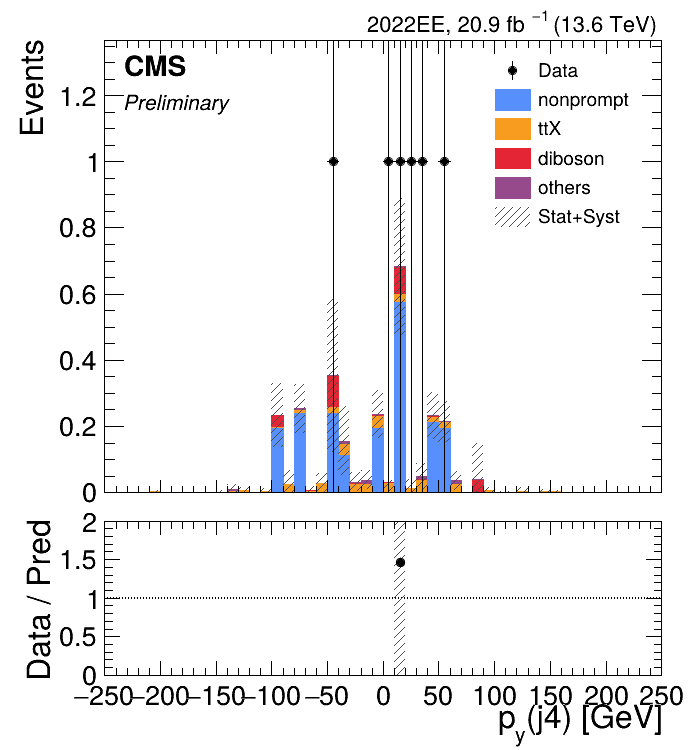 2022EE, 20.9 fb⁻¹ (13.6 TeV)
CMS
Preliminary
Events
Data
nonprompt
ttX
diboson
others
Stat+Syst
1.2
1
0.8
0.6
0.4
0.2
0
Data / Pred
2
1.5
1
0.5
0
−250 −200 −150 −100 −50 0 50 100 150 200 250
p_y(j4) [GeV]